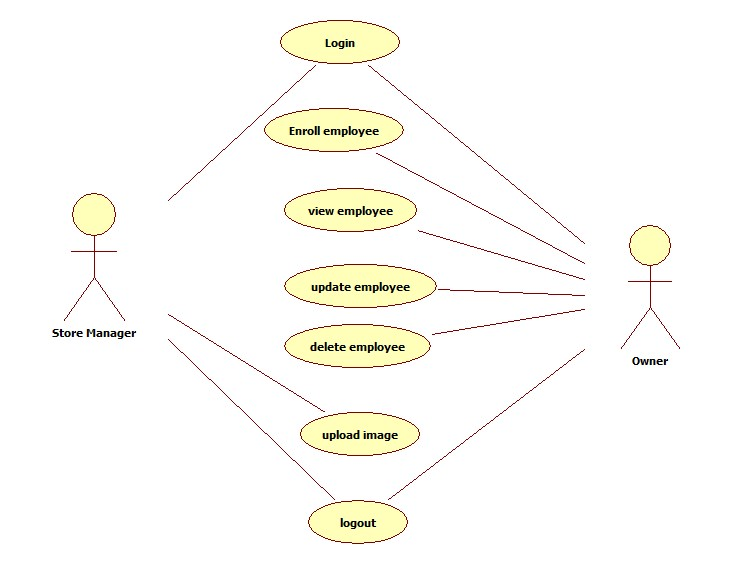 Login
Enroll employee
view employee
update employee
delete employee
Store Manager
Owner
upload image
logout